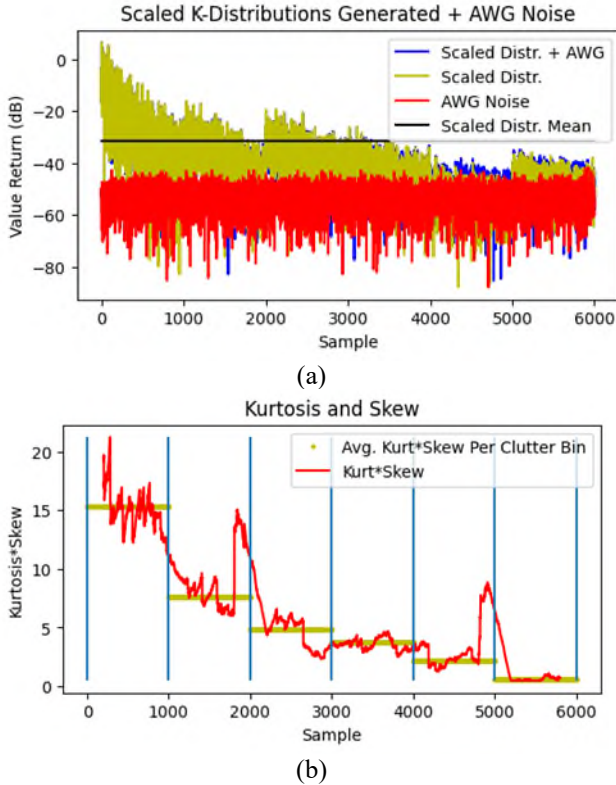 Scaled K-Distributions Generated + AWG Noise
Value Return (dB)
0
−20
−40
−60
−80
Scaled Distr. + AWG
Scaled Distr.
AWG Noise
Scaled Distr. Mean
0 1000 2000 3000 4000 5000 6000
Sample
(a)
Kurtosis and Skew
Kurtosis*Skew
20
15
10
5
0
Avg. Kurt*Skew Per Clutter Bin
Kurt*Skew
0 1000 2000 3000 4000 5000 6000
Sample
(b)